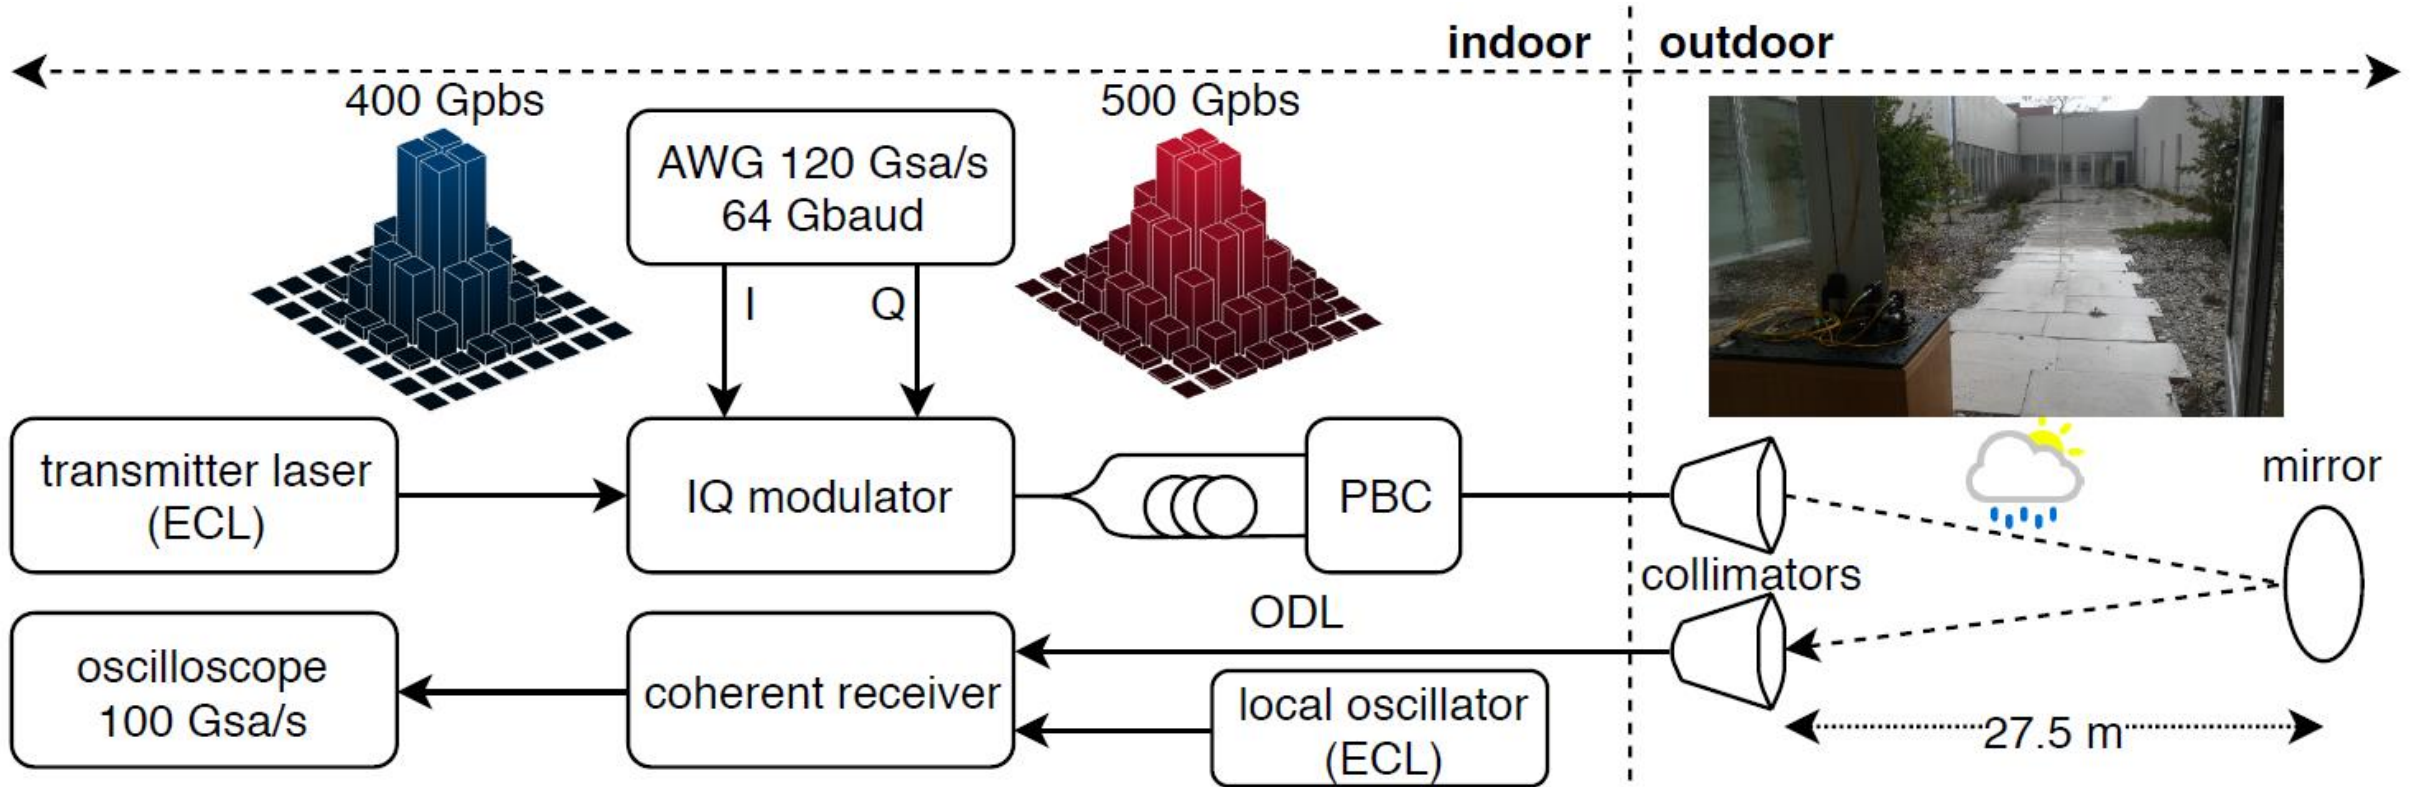 indoor
outdoor
400 Gpbs
500 Gpbs
AWG 120 Gsa/s
64 Gbaud
I
Q
transmitter laser
(ECL)
IQ modulator
PBC
mirror
collimators
ODL
oscilloscope
100 Gsa/s
coherent receiver
local oscillator
(ECL)
27.5 m